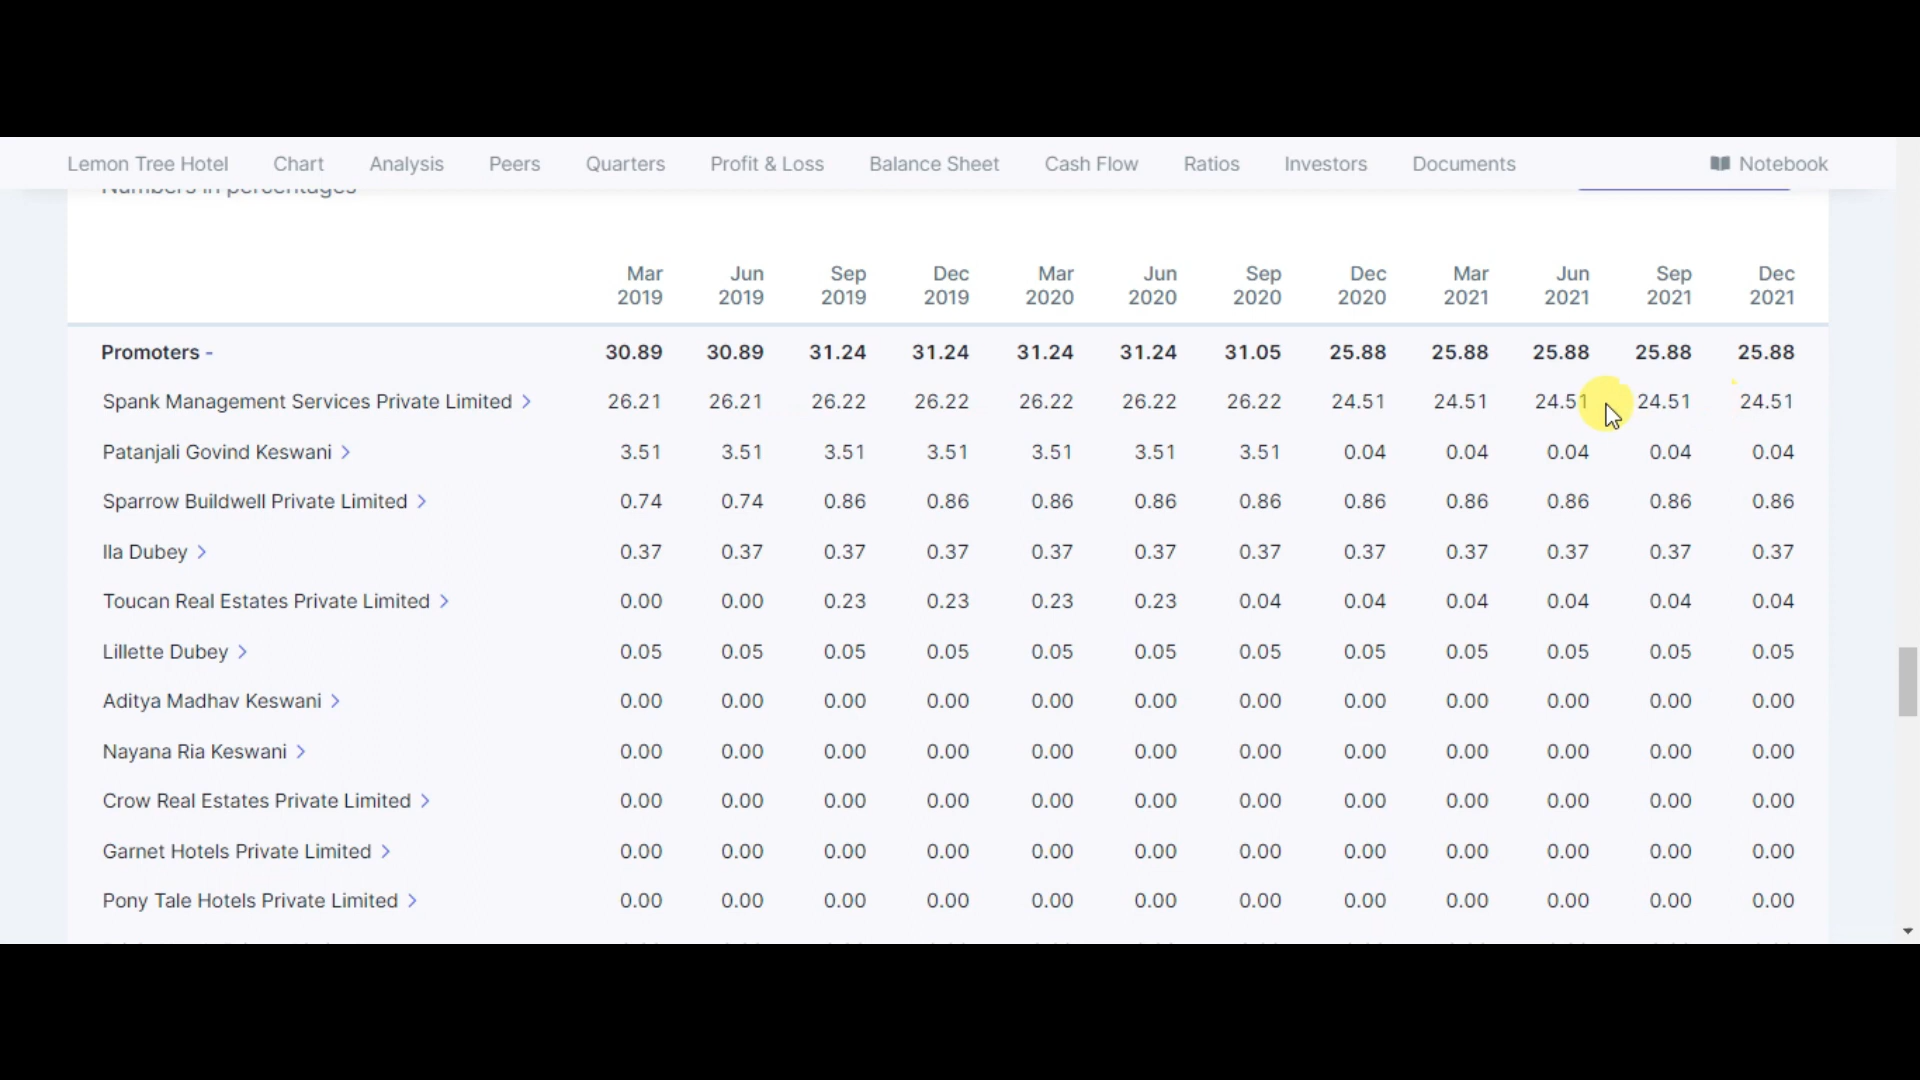 Lemon Tree Hotel Chart Analysis Peers Quarters Profit & Loss Balance Sheet Cash Flow Ratios Investors Documents Notebook
Numbers in percentages
Mar Jun Sep Dec Mar Jun Sep Dec Mar Jun Sep Dec
2019 2019 2019 2019 2020 2020 2020 2020 2021 2021 2021 2021
Promoters - 30.89 30.89 31.24 31.24 31.24 31.24 31.05 25.88 25.88 25.88 25.88 25.88
Spank Management Services Private Limited > 26.21 26.21 26.22 26.22 26.22 26.22 26.22 24.51 24.51 24.51 24.51 24.51
Patanjali Govind Keswani > 3.51 3.51 3.51 3.51 3.51 3.51 3.51 0.04 0.04 0.04 0.04 0.04
Sparrow Buildwell Private Limited > 0.74 0.74 0.86 0.86 0.86 0.86 0.86 0.86 0.86 0.86 0.86 0.86
Ila Dubey > 0.37 0.37 0.37 0.37 0.37 0.37 0.37 0.37 0.37 0.37 0.37 0.37
Toucan Real Estates Private Limited > 0.00 0.00 0.23 0.23 0.23 0.23 0.04 0.04 0.04 0.04 0.04 0.04
Lillette Dubey > 0.05 0.05 0.05 0.05 0.05 0.05 0.05 0.05 0.05 0.05 0.05 0.05
Aditya Madhav Keswani > 0.00 0.00 0.00 0.00 0.00 0.00 0.00 0.00 0.00 0.00 0.00 0.00
Nayana Ria Keswani > 0.00 0.00 0.00 0.00 0.00 0.00 0.00 0.00 0.00 0.00 0.00 0.00
Crow Real Estates Private Limited > 0.00 0.00 0.00 0.00 0.00 0.00 0.00 0.00 0.00 0.00 0.00 0.00
Garnet Hotels Private Limited > 0.00 0.00 0.00 0.00 0.00 0.00 0.00 0.00 0.00 0.00 0.00 0.00
Pony Tale Hotels Private Limited > 0.00 0.00 0.00 0.00 0.00 0.00 0.00 0.00 0.00 0.00 0.00 0.00